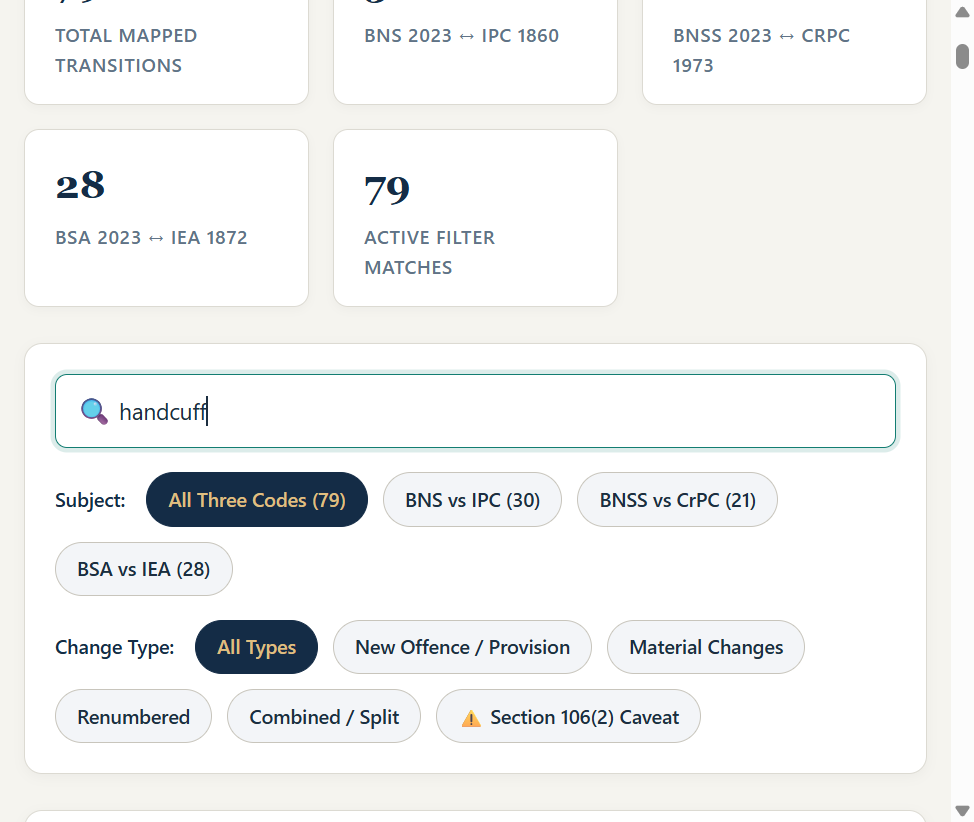 TOTAL MAPPED
TRANSITIONS
BNS 2023 ↔ IPC 1860
BNSS 2023 ↔ CRPC
1973
28
BSA 2023 ↔ IEA 1872
79
ACTIVE FILTER
MATCHES
handcuff
Subject:
All Three Codes (79)
BNS vs IPC (30)
BNSS vs CrPC (21)
BSA vs IEA (28)
Change Type:
All Types
New Offence / Provision
Material Changes
Renumbered
Combined / Split
⚠️ Section 106(2) Caveat